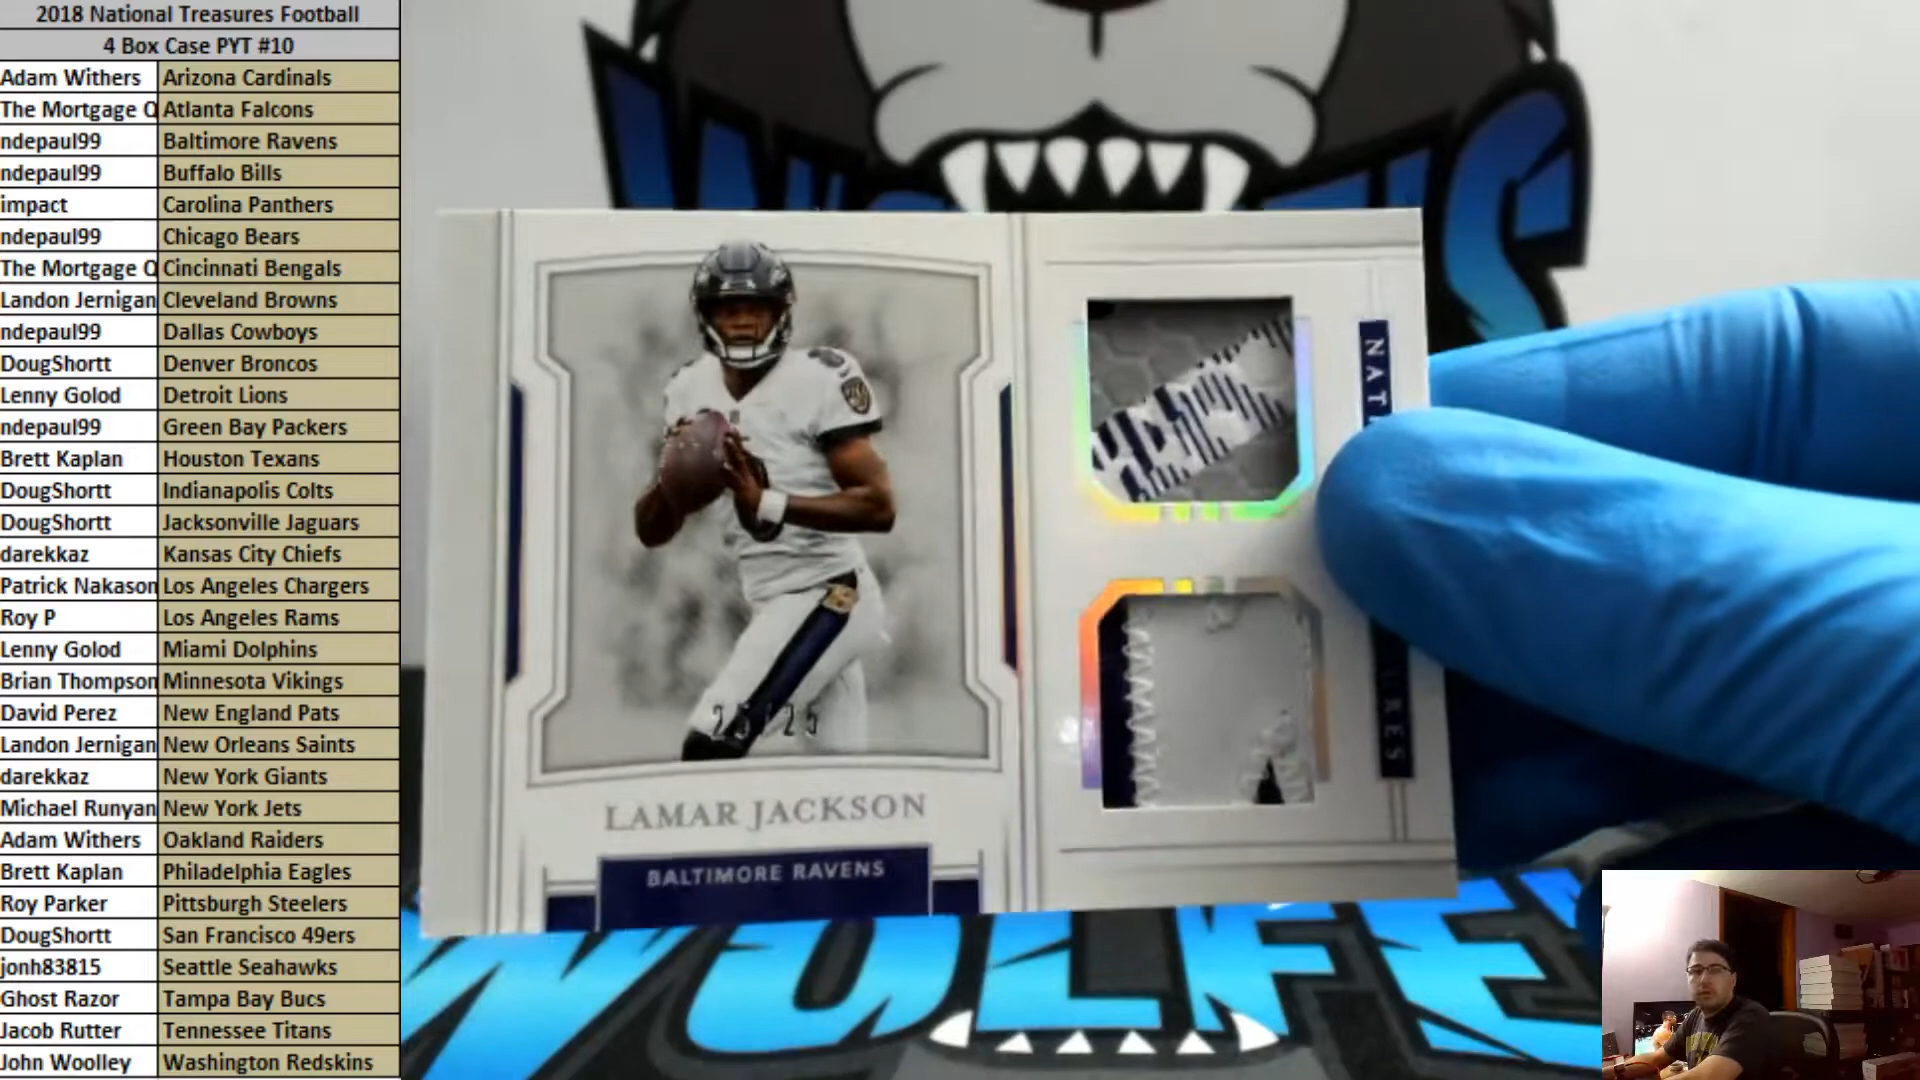 2018 National Treasures Football
4 Box Case PYT #10
Adam Withers Arizona Cardinals
The Mortgage Q Atlanta Falcons
ndepaul99 Baltimore Ravens
ndepaul99 Buffalo Bills
impact Carolina Panthers
ndepaul99 Chicago Bears
The Mortgage Q Cincinnati Bengals
Landon Jernigan Cleveland Browns
ndepaul99 Dallas Cowboys
DougShortt Denver Broncos
Lenny Golod Detroit Lions
ndepaul99 Green Bay Packers
Brett Kaplan Houston Texans
DougShortt Indianapolis Colts
DougShortt Jacksonville Jaguars
darekkaz Kansas City Chiefs
Patrick Nakason Los Angeles Chargers
Roy P Los Angeles Rams
Lenny Golod Miami Dolphins
Brian Thompson Minnesota Vikings
David Perez New England Pats
Landon Jernigan New Orleans Saints
darekkaz New York Giants
Michael Runyan New York Jets
Adam Withers Oakland Raiders
Brett Kaplan Philadelphia Eagles
Roy Parker Pittsburgh Steelers
DougShortt San Francisco 49ers
jonh83815 Seattle Seahawks
Ghost Razor Tampa Bay Bucs
Jacob Rutter Tennessee Titans
John Woolley Washington Redskins
25/25
LAMAR JACKSON
BALTIMORE RAVENS